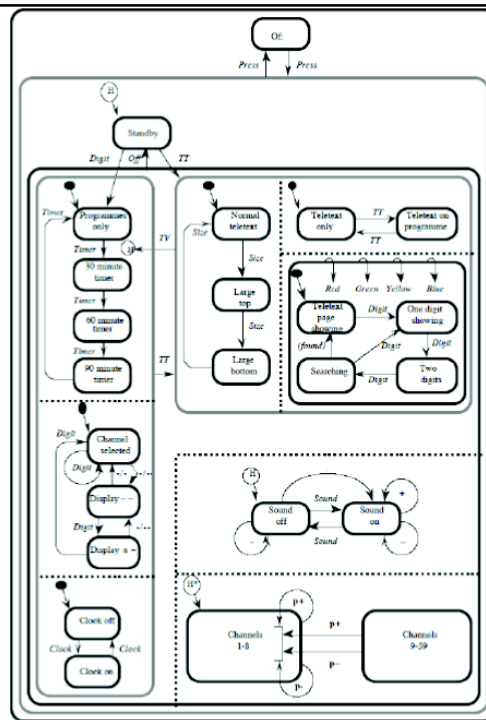 Of:
Press
Press
H
Standby
Digit
Off
TT
Timer
Programmes
only
Timer
30 minute
timer
Timer
60 minute
timer
Timer
90 minute
timer
TV
TT
Normal
teletext
Size
Size
Large
top
Size
Large
bottom
Teletext
only
TT
Teletext on
programme
TT
Red
Green
Yellow
Blue
Teletext
page
showing
Digit
One digit
showing
(found)
Digit
Digit
Searching
Digit
Two
digits
Channel
selected
Digit
Digit
-/-
-/--
Display – –
Digit
-/--
Display n –
H
Sound
off
Sound
Sound
on
Sound
+
–
–
Clock off
Clock
Clock
Clock on
H*
Channels
1-8
p+
p-
p+
p–
Channels
9-59